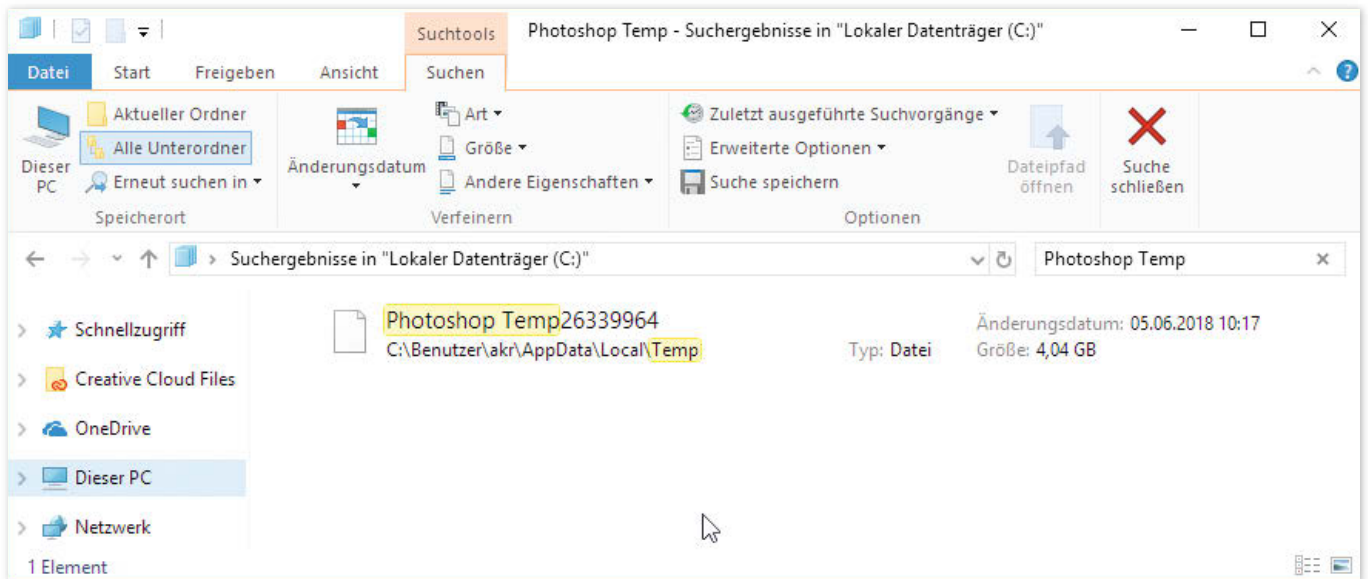 Suchtools
Photoshop Temp - Suchergebnisse in "Lokaler Datenträger (C:)"
Datei Start Freigeben Ansicht Suchen
Dieser PC
Aktueller Ordner
Alle Unterordner
Erneut suchen in
Speicherort
Änderungsdatum
Art
Größe
Andere Eigenschaften
Verfeinern
Zuletzt ausgeführte Suchvorgänge
Erweiterte Optionen
Suche speichern
Dateipfad öffnen
Optionen
Suche schließen
Suchergebnisse in "Lokaler Datenträger (C:)"
Photoshop Temp
Schnellzugriff
Creative Cloud Files
OneDrive
Dieser PC
Netzwerk
Photoshop Temp26339964
C:\Benutzer\akr\AppData\Local\Temp
Typ: Datei
Änderungsdatum: 05.06.2018 10:17
Größe: 4,04 GB
1 Element